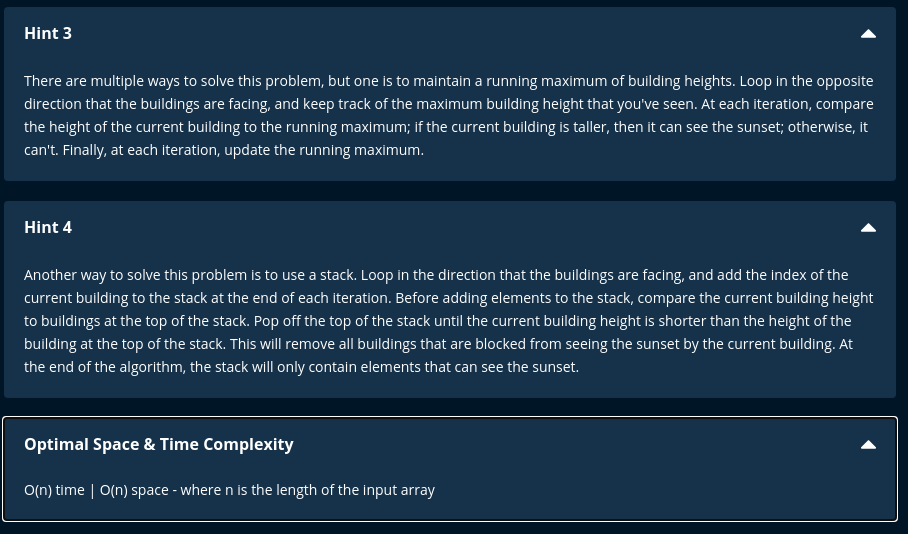 Hint 3
There are multiple ways to solve this problem, but one is to maintain a running maximum of building heights. Loop in the opposite
direction that the buildings are facing, and keep track of the maximum building height that you've seen. At each iteration, compare
the height of the current building to the running maximum; if the current building is taller, then it can see the sunset; otherwise, it
can't. Finally, at each iteration, update the running maximum.
Hint 4
Another way to solve this problem is to use a stack. Loop in the direction that the buildings are facing, and add the index of the
current building to the stack at the end of each iteration. Before adding elements to the stack, compare the current building height
to buildings at the top of the stack. Pop off the top of the stack until the current building height is shorter than the height of the
building at the top of the stack. This will remove all buildings that are blocked from seeing the sunset by the current building. At
the end of the algorithm, the stack will only contain elements that can see the sunset.
Optimal Space & Time Complexity
O(n) time | O(n) space - where n is the length of the input array